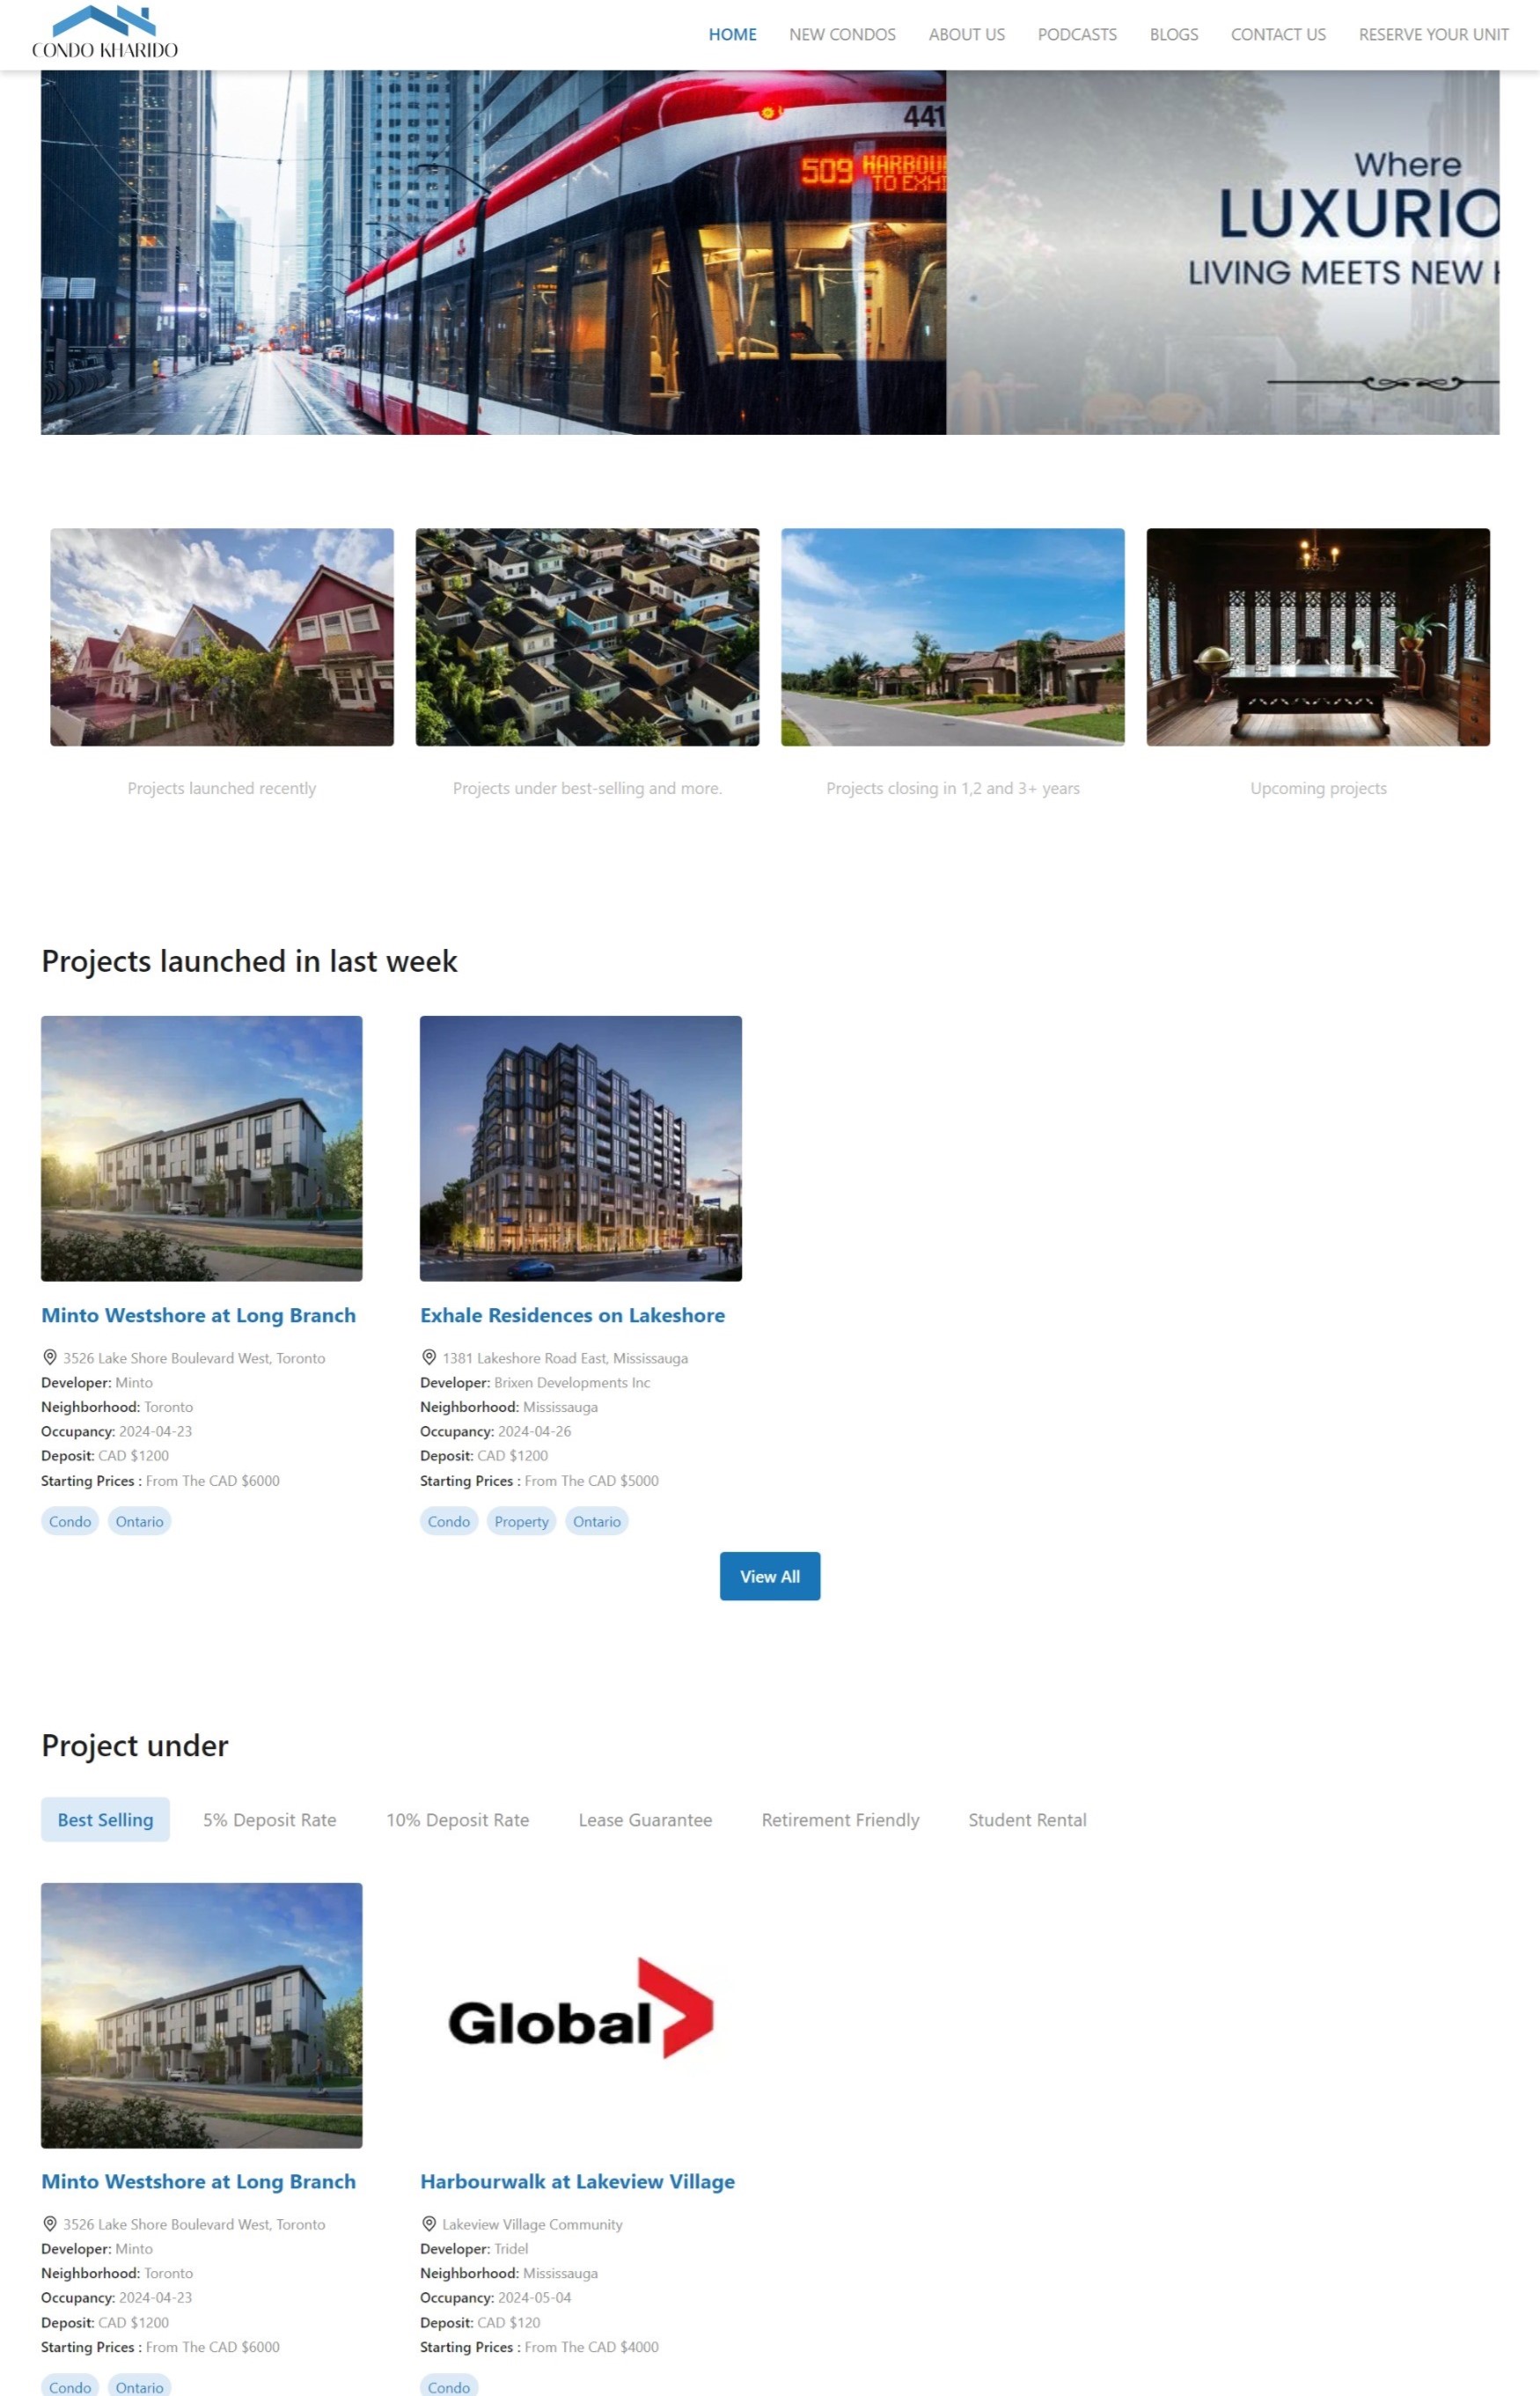 CONDO KHARIDO
HOME NEW CONDOS ABOUT US PODCASTS BLOGS CONTACT US RESERVE YOUR UNIT
441
509 HARBOU
TO EXHI
Where
LUXURIO
LIVING MEETS NEW
Projects launched recently
Projects under best-selling and more.
Projects closing in 1,2 and 3+ years
Upcoming projects
Projects launched in last week
Minto Westshore at Long Branch
3526 Lake Shore Boulevard West, Toronto
Developer: Minto
Neighborhood: Toronto
Occupancy: 2024-04-23
Deposit: CAD $1200
Starting Prices : From The CAD $6000
Condo Ontario
Exhale Residences on Lakeshore
1381 Lakeshore Road East, Mississauga
Developer: Brixen Developments Inc
Neighborhood: Mississauga
Occupancy: 2024-04-26
Deposit: CAD $1200
Starting Prices : From The CAD $5000
Condo Property Ontario
View All
Project under
Best Selling 5% Deposit Rate 10% Deposit Rate Lease Guarantee Retirement Friendly Student Rental
Minto Westshore at Long Branch
3526 Lake Shore Boulevard West, Toronto
Developer: Minto
Neighborhood: Toronto
Occupancy: 2024-04-23
Deposit: CAD $1200
Starting Prices : From The CAD $6000
Condo Ontario
Global
Harbourwalk at Lakeview Village
Lakeview Village Community
Developer: Tridel
Neighborhood: Mississauga
Occupancy: 2024-05-04
Deposit: CAD $120
Starting Prices : From The CAD $4000
Condo